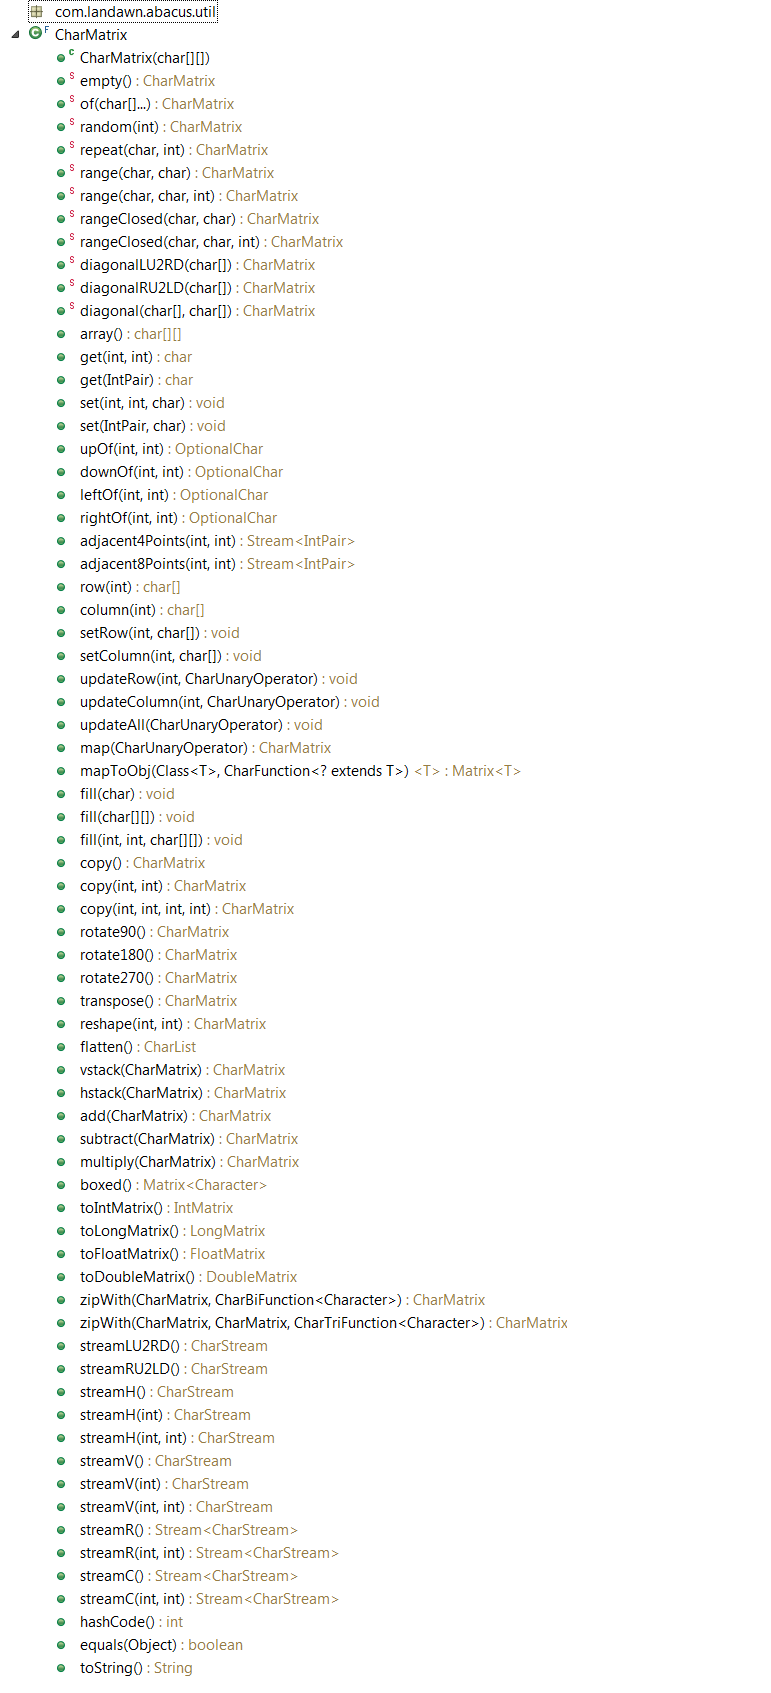 com.landawn.abacus.util
CharMatrix
CharMatrix(char[][])
empty() : CharMatrix
of(char[]...) : CharMatrix
random(int) : CharMatrix
repeat(char, int) : CharMatrix
range(char, char) : CharMatrix
range(char, char, int) : CharMatrix
rangeClosed(char, char) : CharMatrix
rangeClosed(char, char, int) : CharMatrix
diagonalLU2RD(char[]) : CharMatrix
diagonalRU2LD(char[]) : CharMatrix
diagonal(char[], char[]) : CharMatrix
array() : char[][]
get(int, int) : char
get(IntPair) : char
set(int, int, char) : void
set(IntPair, char) : void
upOf(int, int) : OptionalChar
downOf(int, int) : OptionalChar
leftOf(int, int) : OptionalChar
rightOf(int, int) : OptionalChar
adjacent4Points(int, int) : Stream<IntPair>
adjacent8Points(int, int) : Stream<IntPair>
row(int) : char[]
column(int) : char[]
setRow(int, char[]) : void
setColumn(int, char[]) : void
updateRow(int, CharUnaryOperator) : void
updateColumn(int, CharUnaryOperator) : void
updateAll(CharUnaryOperator) : void
map(CharUnaryOperator) : CharMatrix
mapToObj(Class<T>, CharFunction<? extends T>) <T> : Matrix<T>
fill(char) : void
fill(char[][]) : void
fill(int, int, char[][]) : void
copy() : CharMatrix
copy(int, int) : CharMatrix
copy(int, int, int, int) : CharMatrix
rotate90() : CharMatrix
rotate180() : CharMatrix
rotate270() : CharMatrix
transpose() : CharMatrix
reshape(int, int) : CharMatrix
flatten() : CharList
vstack(CharMatrix) : CharMatrix
hstack(CharMatrix) : CharMatrix
add(CharMatrix) : CharMatrix
subtract(CharMatrix) : CharMatrix
multiply(CharMatrix) : CharMatrix
boxed() : Matrix<Character>
toIntMatrix() : IntMatrix
toLongMatrix() : LongMatrix
toFloatMatrix() : FloatMatrix
toDoubleMatrix() : DoubleMatrix
zipWith(CharMatrix, CharBiFunction<Character>) : CharMatrix
zipWith(CharMatrix, CharMatrix, CharTriFunction<Character>) : CharMatrix
streamLU2RD() : CharStream
streamRU2LD() : CharStream
streamH() : CharStream
streamH(int) : CharStream
streamH(int, int) : CharStream
streamV() : CharStream
streamV(int) : CharStream
streamV(int, int) : CharStream
streamR() : Stream<CharStream>
streamR(int, int) : Stream<CharStream>
streamC() : Stream<CharStream>
streamC(int, int) : Stream<CharStream>
hashCode() : int
equals(Object) : boolean
toString() : String